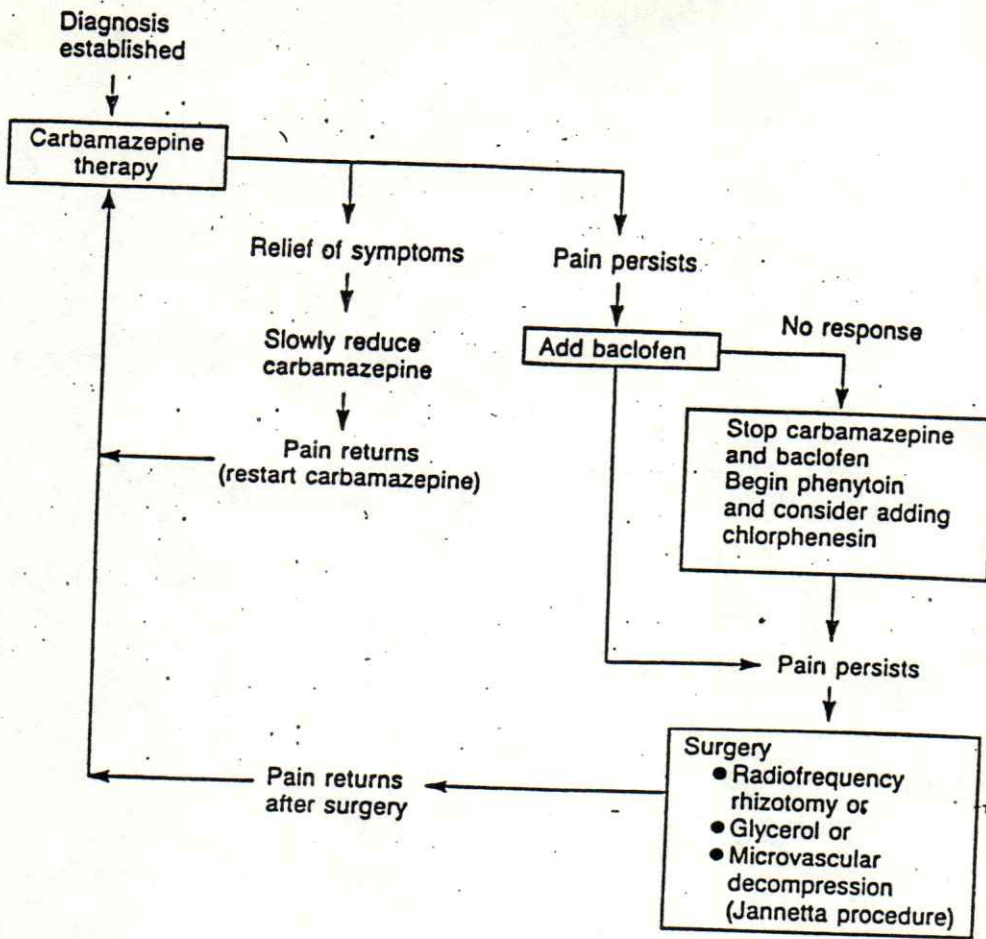 Diagnosis
established
Carbamazepine
therapy
Relief of symptoms
Pain persists
Slowly reduce
carbamazepine
Add baclofen
No response
Pain returns
(restart carbamazepine)
Stop carbamazepine
and baclofen
Begin phenytoin
and consider adding
chlorphenesin
Pain persists
Surgery
● Radiofrequency
rhizotomy or
● Glycerol or
● Microvascular
decompression
(Jannetta procedure)
Pain returns
after surgery